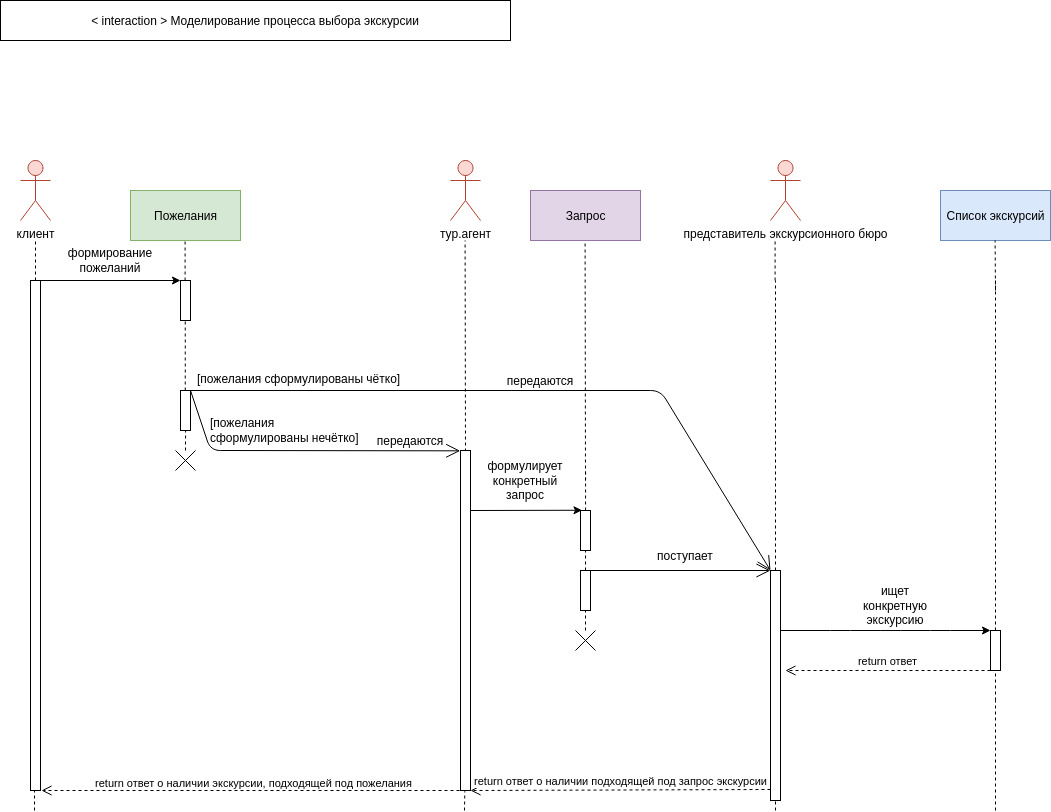 < interaction > Моделирование процесса выбора экскурсии
клиент
Пожелания
тур.агент
Запрос
представитель экскурсионного бюро
Список экскурсий
формирование
пожеланий
[пожелания сформулированы чётко]
передаются
[пожелания
сформулированы нечётко]
передаются
формулирует
конкретный
запрос
поступает
ищет
конкретную
экскурсию
return ответ
return ответ о наличии экскурсии, подходящей под пожелания
return ответ о наличии подходящей под запрос экскурсии